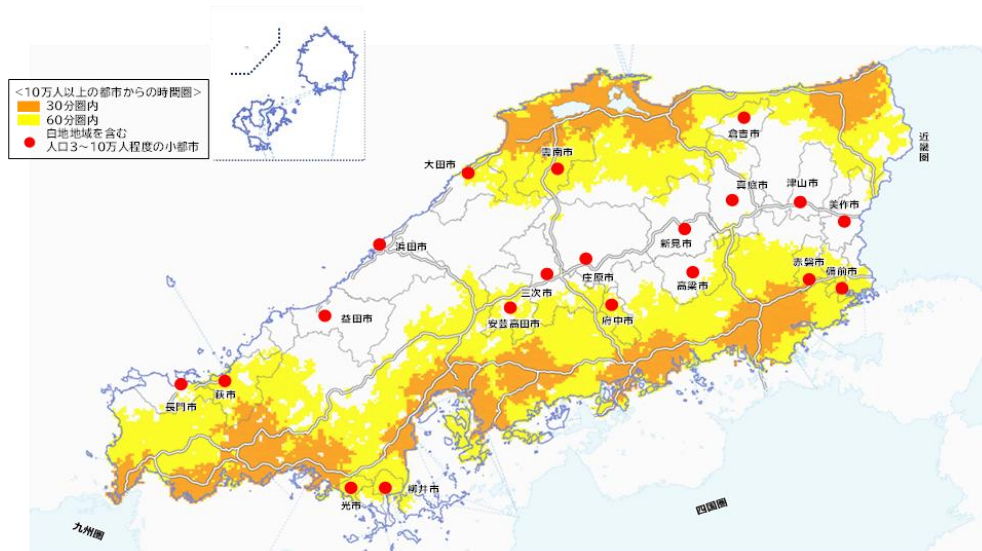 <10万人以上の都市からの時間圏>
30分圏内
60分圏内
白地地域を含む
人口3~10万人程度の小都市
近畿圏
倉吉市
雲南市
大田市
真庭市
津山市
美作市
浜田市
新見市
赤磐市
備前市
庄原市
高梁市
三次市
益田市
安芸高田市
府中市
萩市
長門市
光市
柳井市
四国圏
九州圏